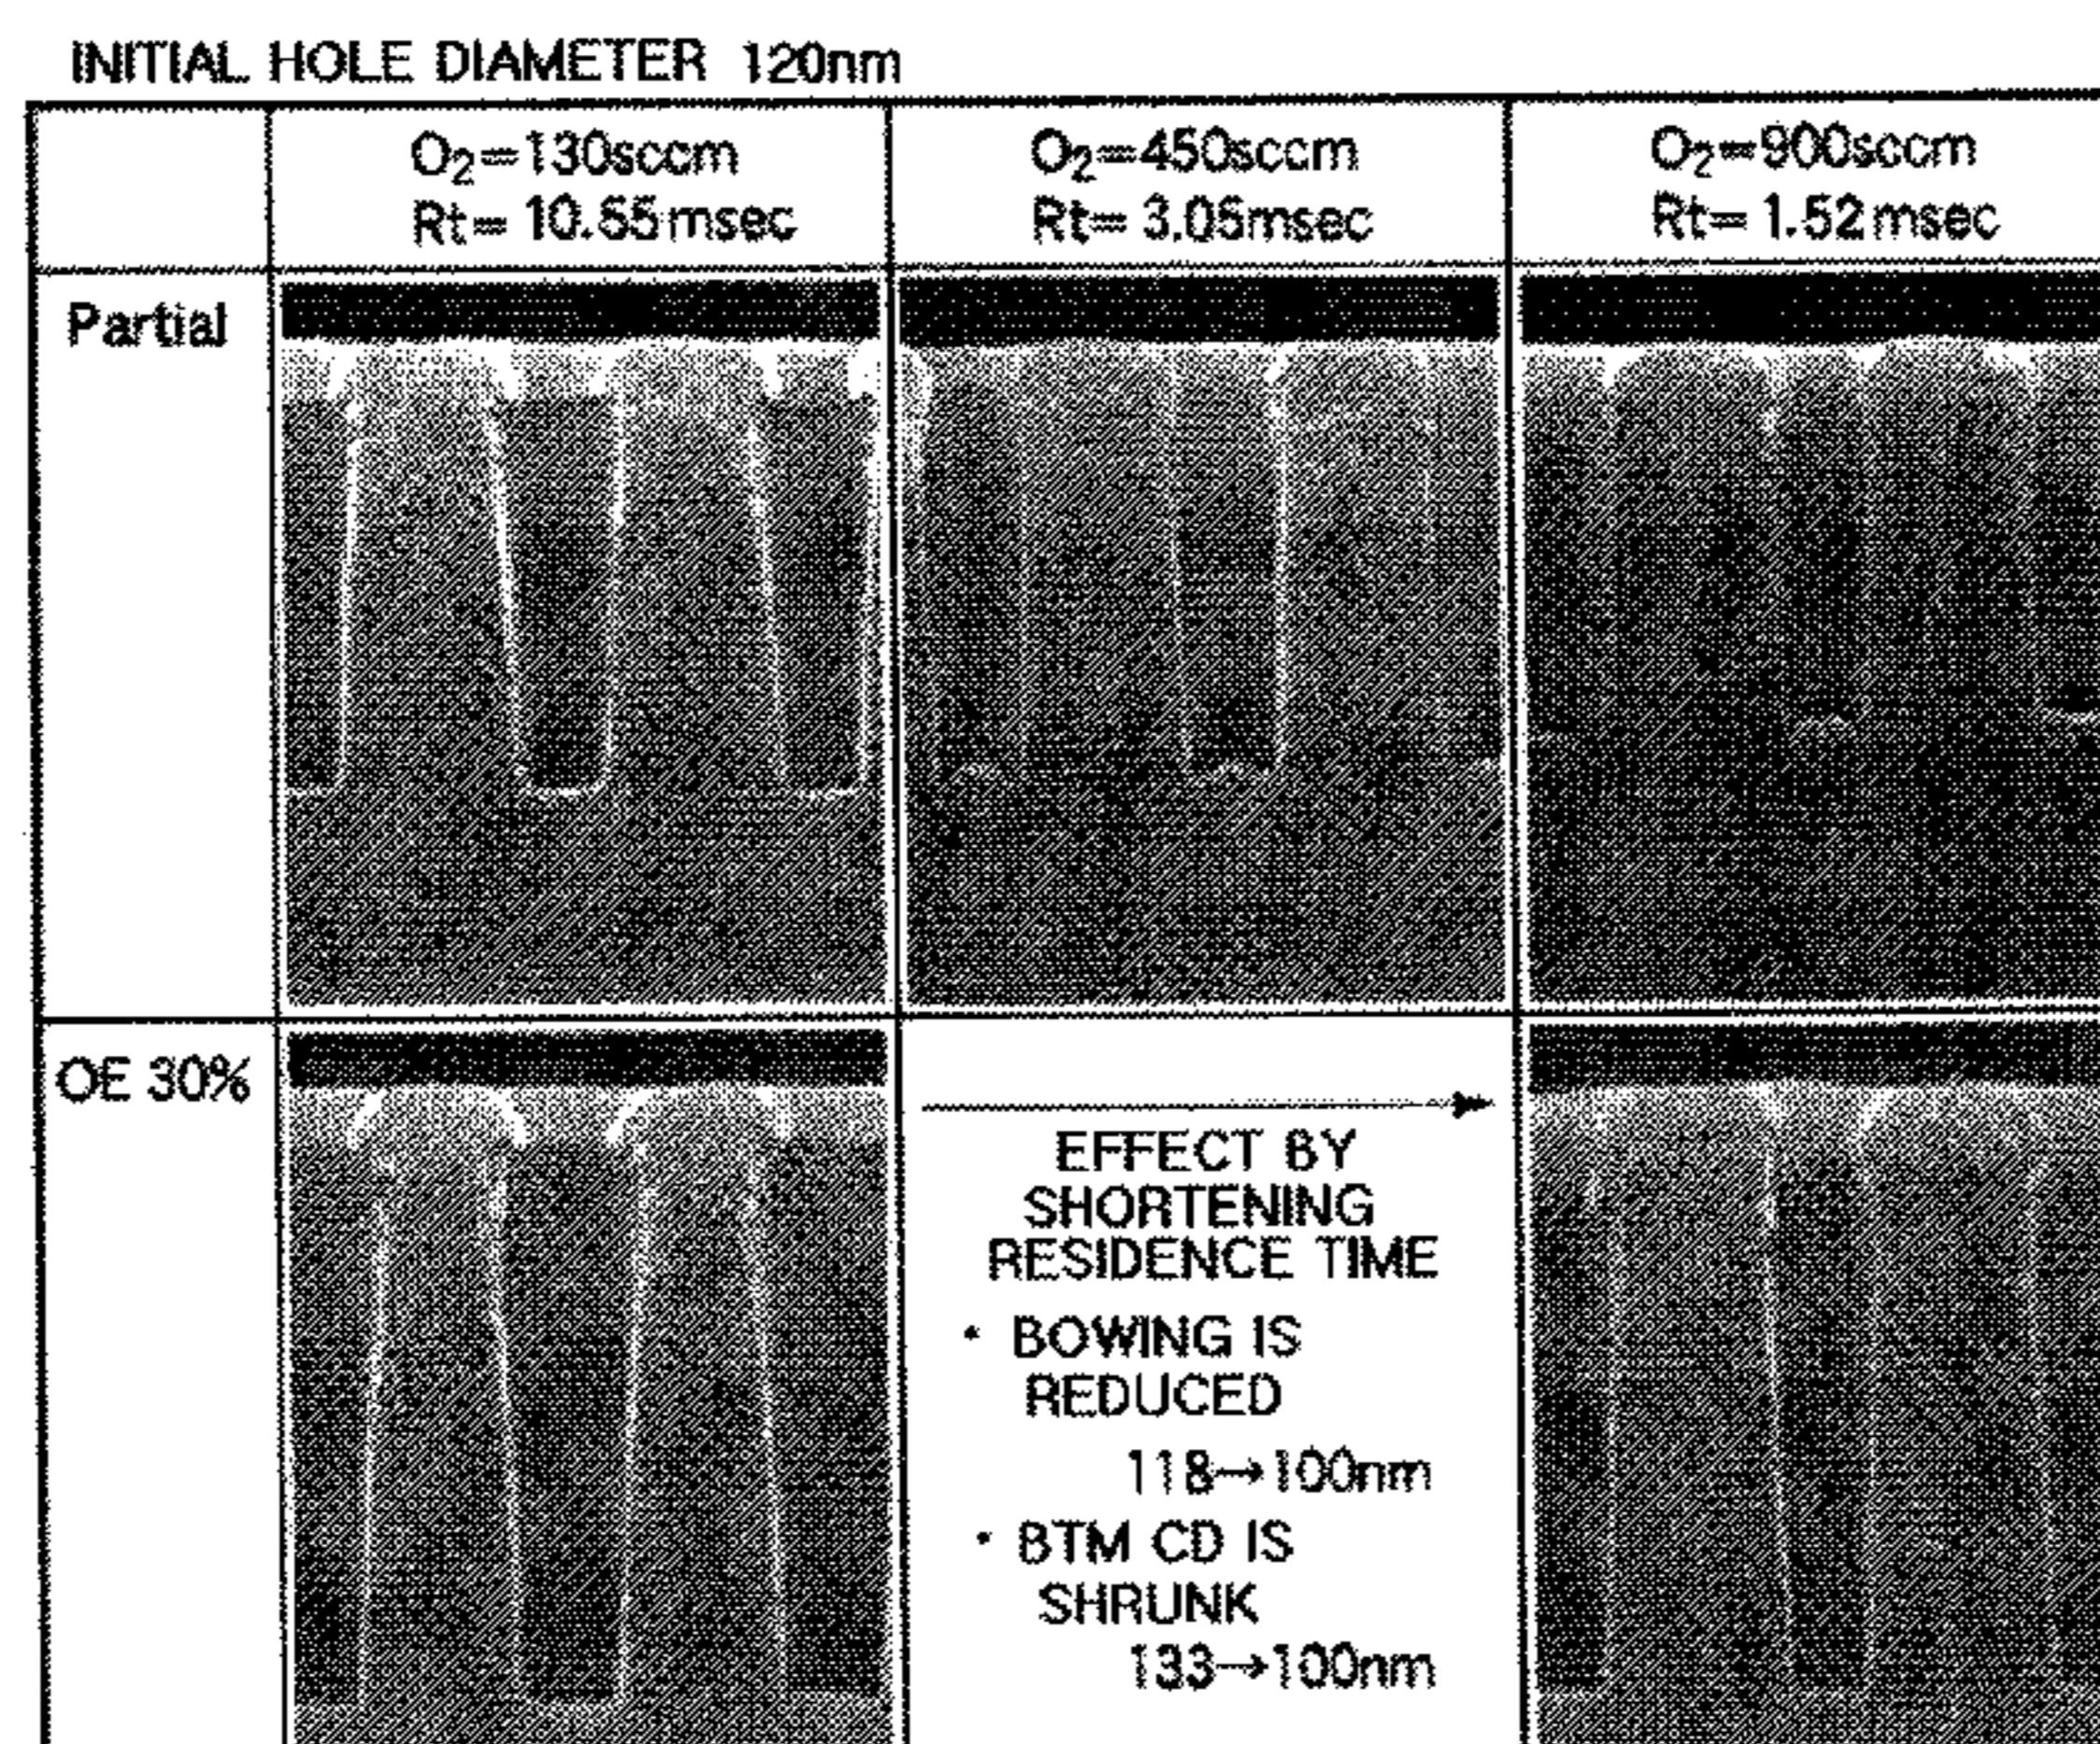 INITIAL HOLE DIAMETER 120nm
O₂=130sccm
Rt= 10.55msec
O₂=450sccm
Rt= 3.05msec
O₂=900sccm
Rt= 1.52msec
Partial
OE 30%
EFFECT BY
SHORTENING
RESIDENCE TIME
・ BOWING IS
REDUCED
118→100nm
・ BTM CD IS
SHRUNK
133→100nm